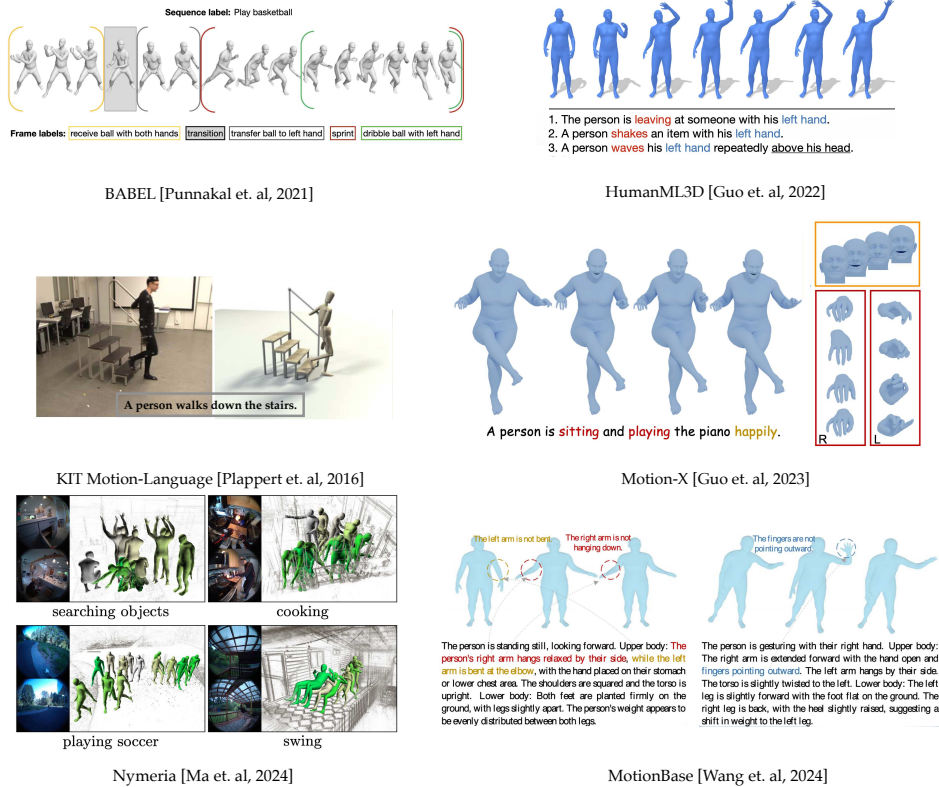 Sequence label: Play basketball
Frame labels: receive ball with both hands transition transfer ball to left hand sprint dribble ball with left hand
BABEL [Punnakal et. al, 2021]
1. The person is leaving at someone with his left hand.
2. A person shakes an item with his left hand.
3. A person waves his left hand repeatedly above his head.
HumanML3D [Guo et. al, 2022]
A person walks down the stairs.
KIT Motion-Language [Plappert et. al, 2016]
A person is sitting and playing the piano happily.
R
L
Motion-X [Guo et. al, 2023]
searching objects
cooking
playing soccer
swing
Nymeria [Ma et. al, 2024]
The left arm is not bent.
The right arm is not
hanging down.
The person is standing still, looking forward. Upper body: The
person's right arm hangs relaxed by their side, while the left
arm is bent at the elbow, with the hand placed on their stomach
or lower chest area. The shoulders are squared and the torso is
upright. Lower body: Both feet are planted firmly on the
ground, with legs slightly apart. The person's weight appears to
be evenly distributed between both legs.
The fingers are not
pointing outward.
The person is gesturing with their right hand. Upper body:
The right arm is extended forward with the hand open and
fingers pointing outward. The left arm hangs by their side.
The torso is slightly twisted to the left. Lower body: The left
leg is slightly forward with the foot flat on the ground. The
right leg is back, with the heel slightly raised, suggesting a
shift in weight to the left leg.
MotionBase [Wang et. al, 2024]